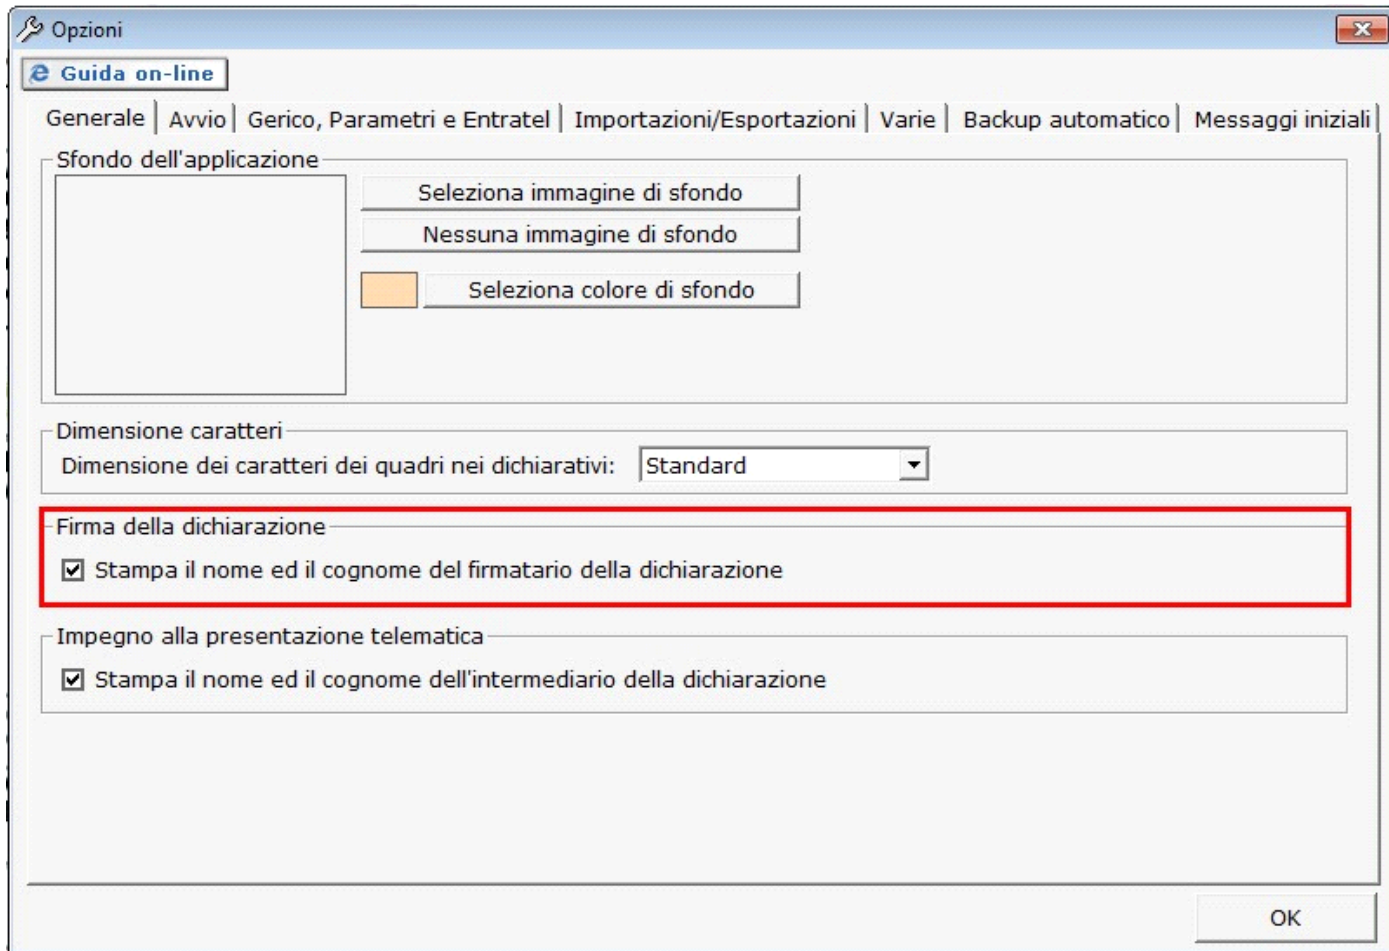 Opzioni
Guida on-line
Generale Avvio Gerico, Parametri e Entratel Importazioni/Esportazioni Varie Backup automatico Messaggi iniziali
Sfondo dell'applicazione
Seleziona immagine di sfondo
Nessuna immagine di sfondo
Seleziona colore di sfondo
Dimensione caratteri
Dimensione dei caratteri dei quadri nei dichiarativi: Standard
Firma della dichiarazione
Stampa il nome ed il cognome del firmatario della dichiarazione
Impegno alla presentazione telematica
Stampa il nome ed il cognome dell'intermediario della dichiarazione
OK